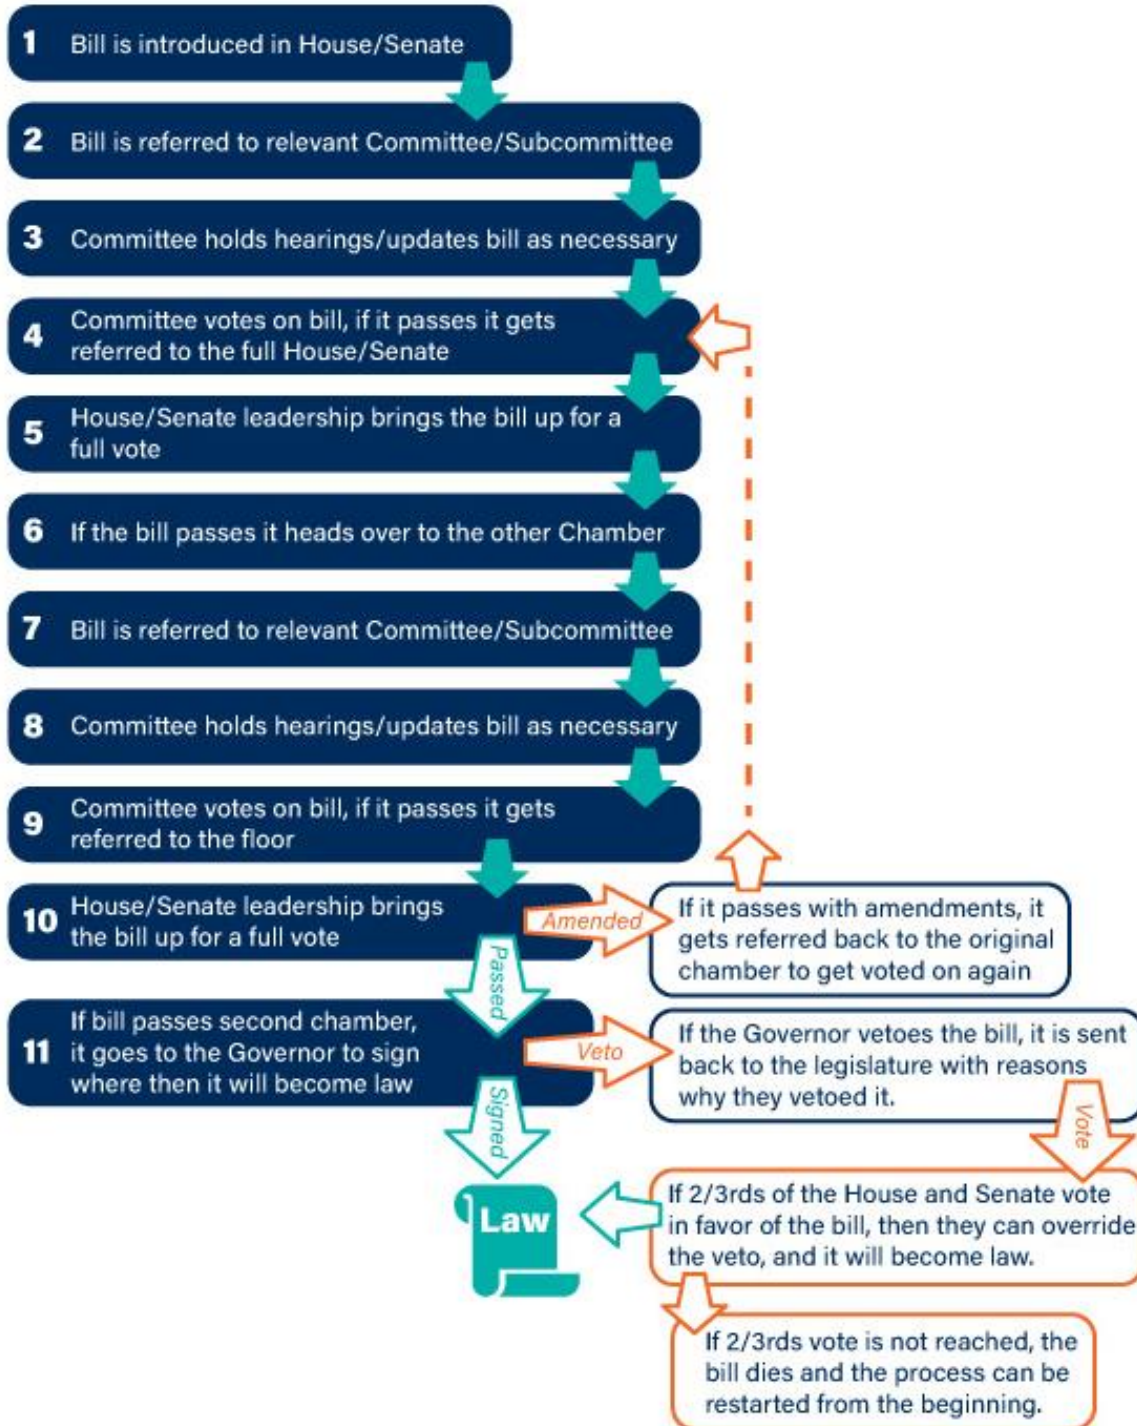 1 Bill is introduced in House/Senate
2 Bill is referred to relevant Committee/Subcommittee
3 Committee holds hearings/updates bill as necessary
4 Committee votes on bill, if it passes it gets
referred to the full House/Senate
5 House/Senate leadership brings the bill up for a
full vote
6 If the bill passes it heads over to the other Chamber
7 Bill is referred to relevant Committee/Subcommittee
8 Committee holds hearings/updates bill as necessary
9 Committee votes on bill, if it passes it gets
referred to the floor
10 House/Senate leadership brings
the bill up for a full vote
Amended
If it passes with amendments, it
gets referred back to the original
chamber to get voted on again
Passed
11 If bill passes second chamber,
it goes to the Governor to sign
where then it will become law
Veto
If the Governor vetoes the bill, it is sent
back to the legislature with reasons
why they vetoed it.
Signed
Vote
Law
If 2/3rds of the House and Senate vote
in favor of the bill, then they can override
the veto, and it will become law.
If 2/3rds vote is not reached, the
bill dies and the process can be
restarted from the beginning.